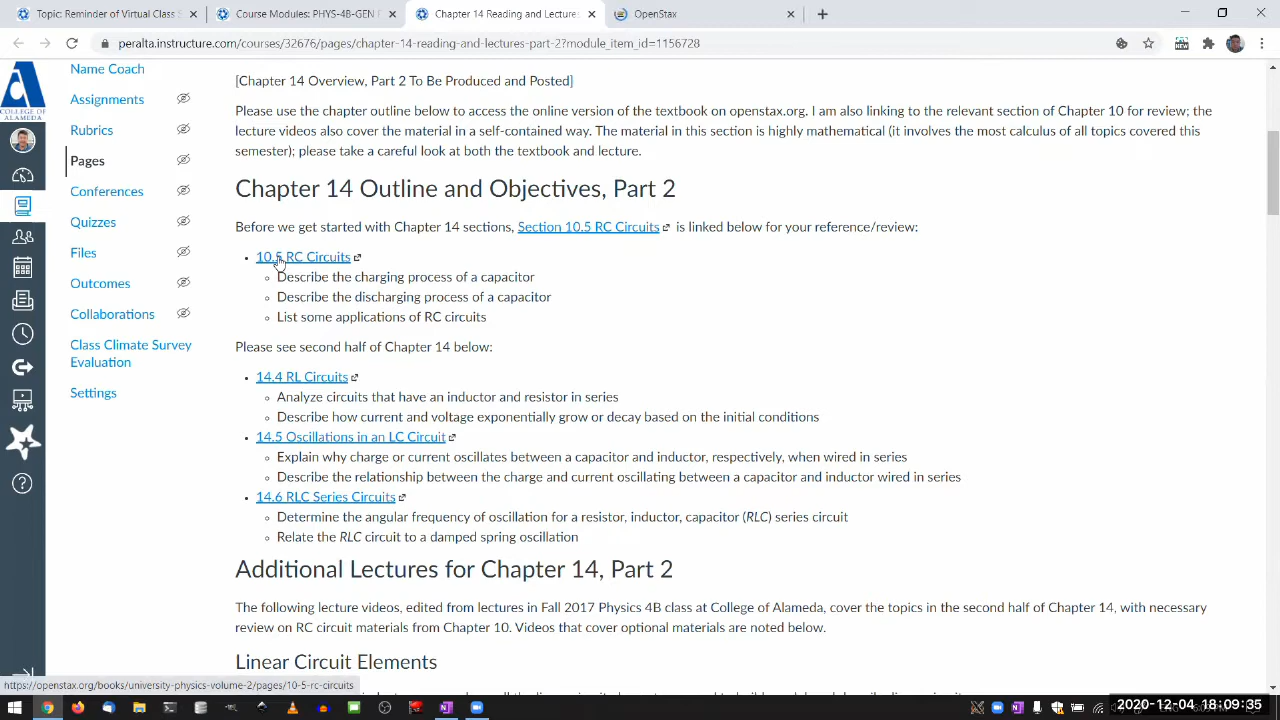 Topic: Reminder of Virtual Class S
Course Modules: PHYS-4B-GEN P
Chapter 14 Reading and Lectures
OpenStax
peralta.instructure.com/courses/32676/pages/chapter-14-reading-and-lectures-part-2?module_item_id=1156728
NEW
COLLEGE OF
ALAMEDA
Name Coach
Assignments
Rubrics
Pages
Conferences
Quizzes
Files
Outcomes
Collaborations
Class Climate Survey
Evaluation
Settings
[Chapter 14 Overview, Part 2 To Be Produced and Posted]
Please use the chapter outline below to access the online version of the textbook on openstax.org. I am also linking to the relevant section of Chapter 10 for review; the
lecture videos also cover the material in a self-contained way. The material in this section is highly mathematical (it involves the most calculus of all topics covered this
semester); please take a careful look at both the textbook and lecture.
Chapter 14 Outline and Objectives, Part 2
Before we get started with Chapter 14 sections, Section 10.5 RC Circuits is linked below for your reference/review:
10.5 RC Circuits
Describe the charging process of a capacitor
Describe the discharging process of a capacitor
List some applications of RC circuits
Please see second half of Chapter 14 below:
14.4 RL Circuits
Analyze circuits that have an inductor and resistor in series
Describe how current and voltage exponentially grow or decay based on the initial conditions
14.5 Oscillations in an LC Circuit
Explain why charge or current oscillates between a capacitor and inductor, respectively, when wired in series
Describe the relationship between the charge and current oscillating between a capacitor and inductor wired in series
14.6 RLC Series Circuits
Determine the angular frequency of oscillation for a resistor, inductor, capacitor (RLC) series circuit
Relate the RLC circuit to a damped spring oscillation
Additional Lectures for Chapter 14, Part 2
The following lecture videos, edited from lectures in Fall 2017 Physics 4B class at College of Alameda, cover the topics in the second half of Chapter 14, with necessary
review on RC circuit materials from Chapter 10. Videos that cover optional materials are noted below.
Linear Circuit Elements
https://openstax.org/books/university-physics-volume-2/pages/10-5-rc-circuits
2020-12-04 18:09:35